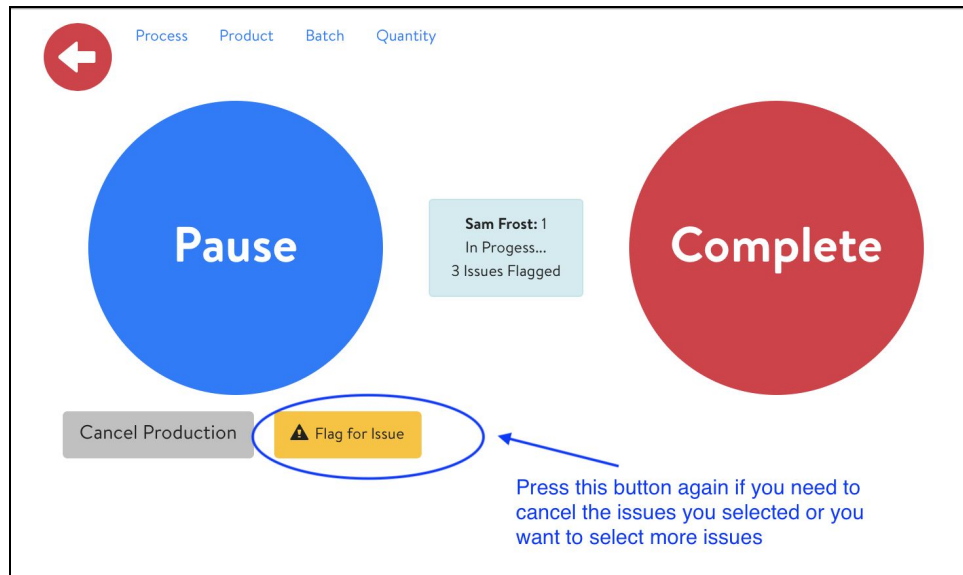 Process Product Batch Quantity
Pause
Sam Frost: 1
In Progess...
3 Issues Flagged
Complete
Cancel Production
Flag for Issue
Press this button again if you need to
cancel the issues you selected or you
want to select more issues